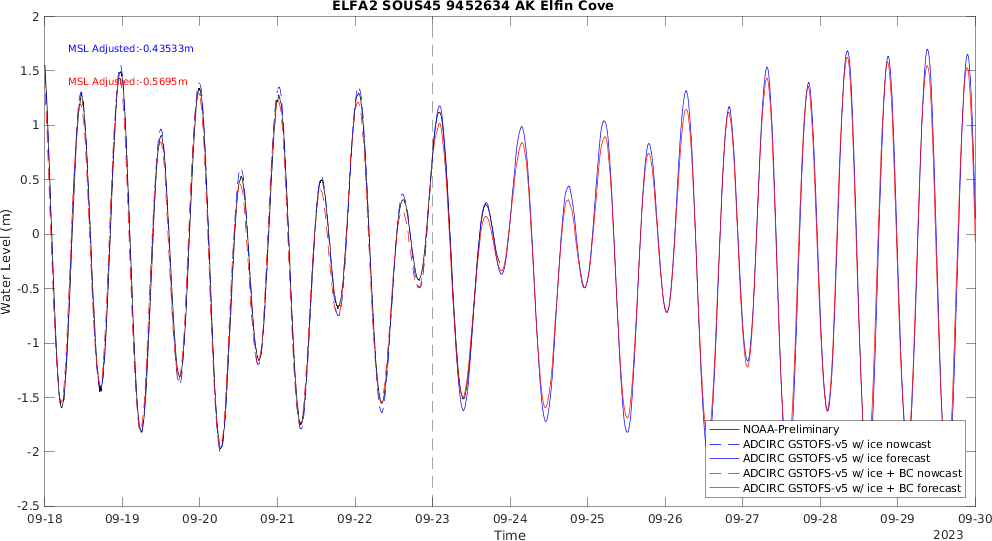 ELFA2 SOUS45 9452634 AK Elfin Cove
MSL Adjusted:-0.43533m
MSL Adjusted:-0.5695m
Water Level (m)
2
1.5
1
0.5
0
-0.5
-1
-1.5
-2
-2.5
NOAA-Preliminary
ADCIRC GSTOFS-v5 w/ ice nowcast
ADCIRC GSTOFS-v5 w/ ice forecast
ADCIRC GSTOFS-v5 w/ ice + BC nowcast
ADCIRC GSTOFS-v5 w/ ice + BC forecast
09-18 09-19 09-20 09-21 09-22 09-23 09-24 09-25 09-26 09-27 09-28 09-29 09-30
Time
2023